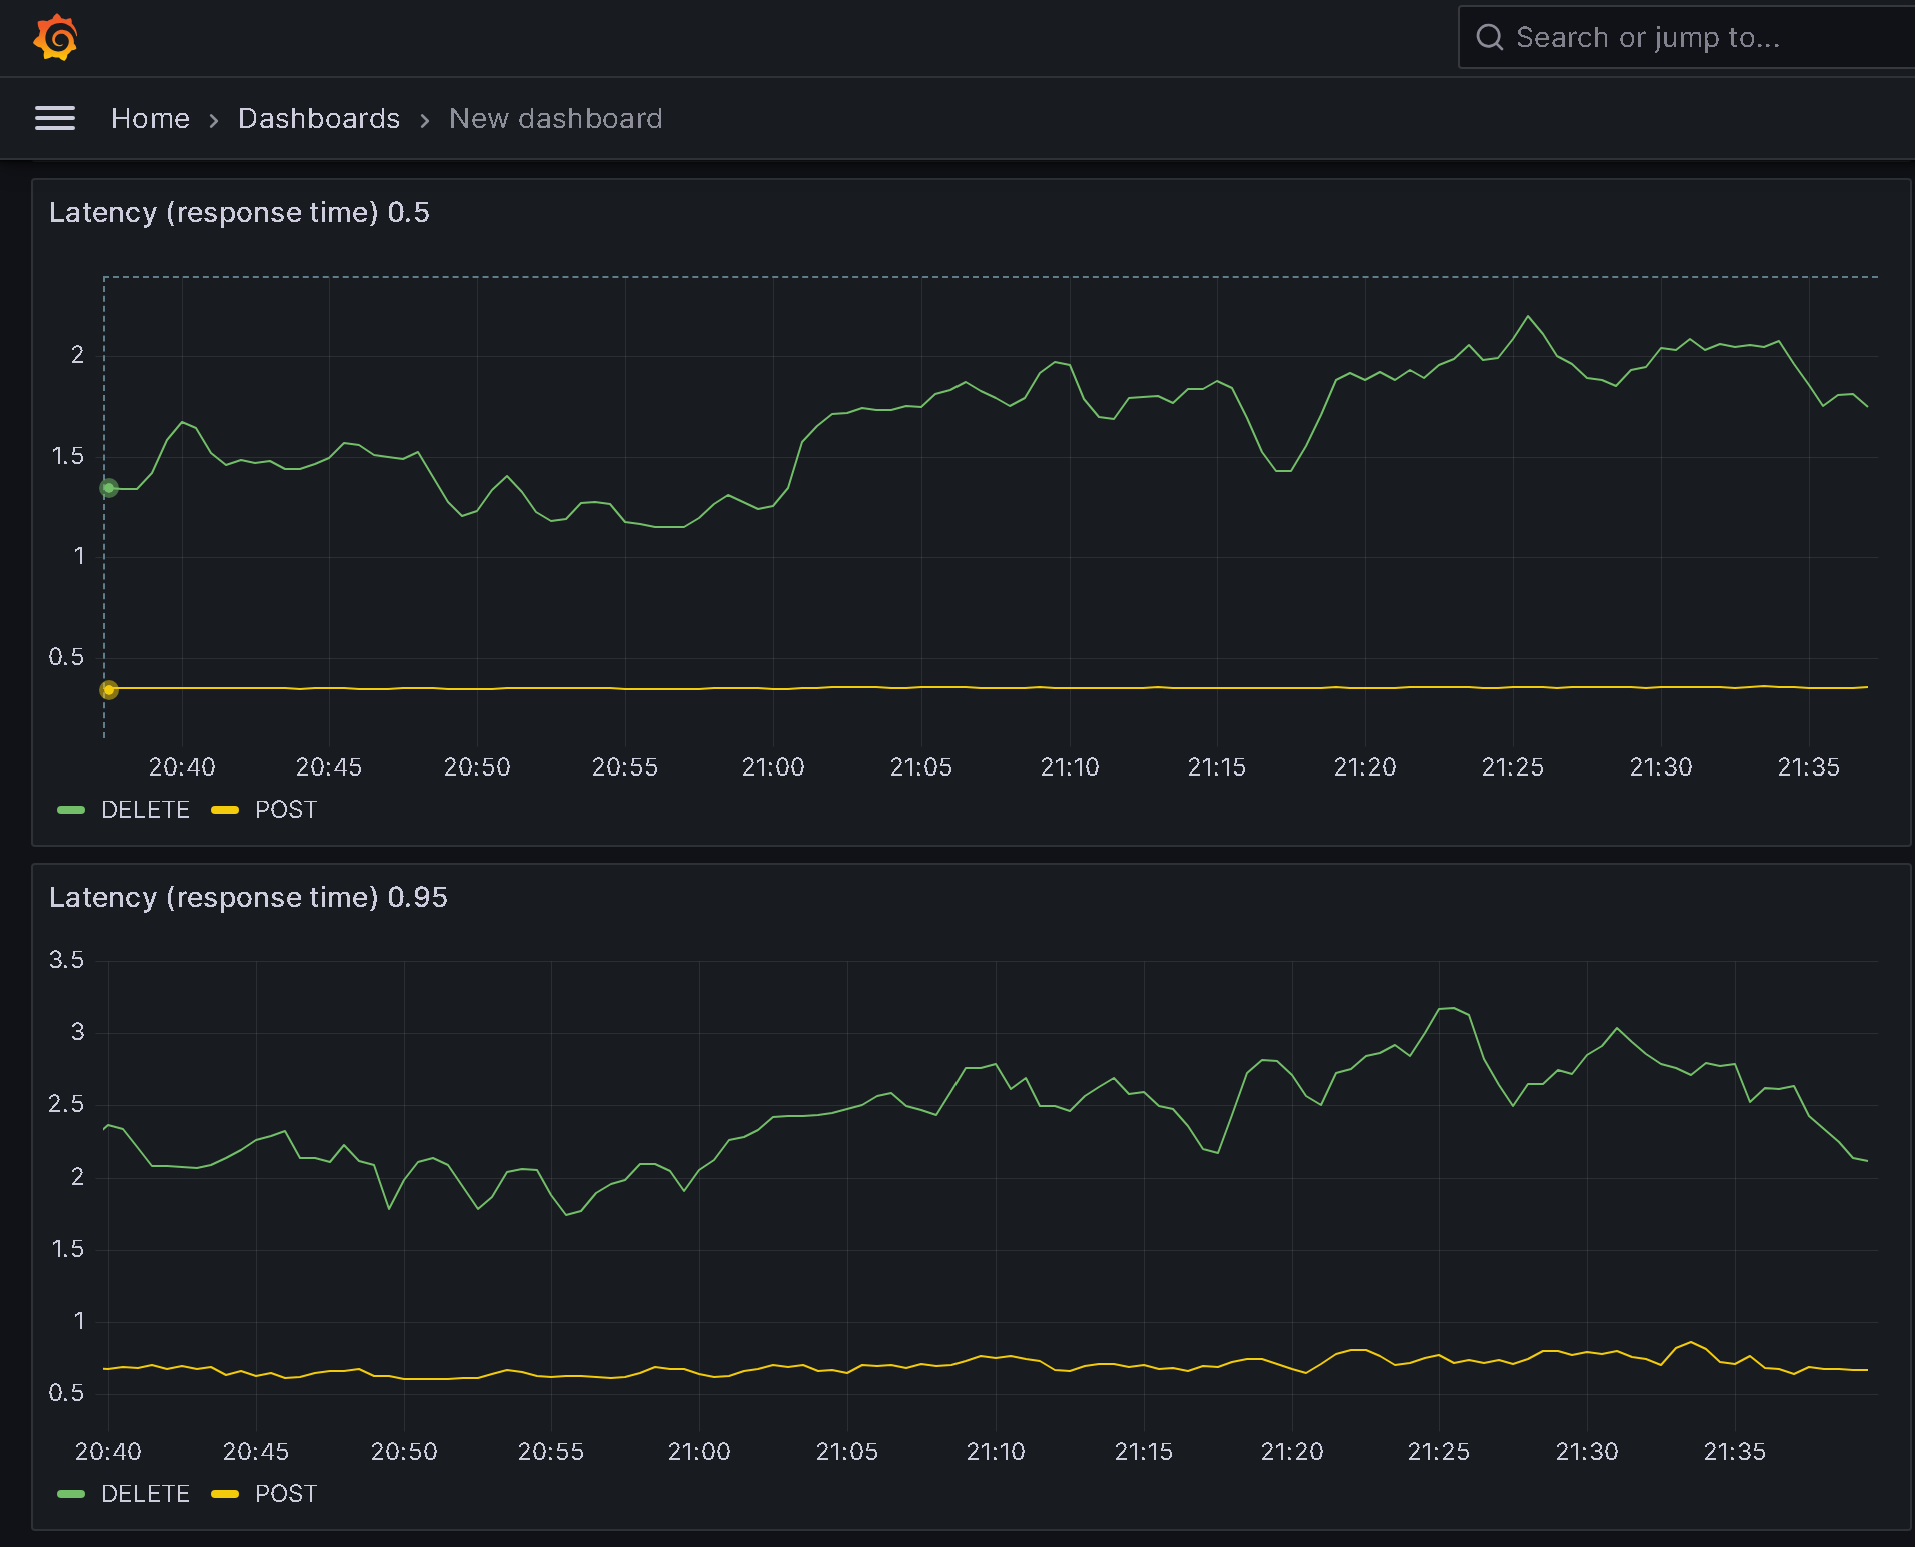 Search or jump to...
Home › Dashboards › New dashboard
Latency (response time) 0.5
2
1.5
1
0.5
20:40 20:45 20:50 20:55 21:00 21:05 21:10 21:15 21:20 21:25 21:30 21:35
DELETE POST
Latency (response time) 0.95
3.5
3
2.5
2
1.5
1
0.5
20:40 20:45 20:50 20:55 21:00 21:05 21:10 21:15 21:20 21:25 21:30 21:35
DELETE POST